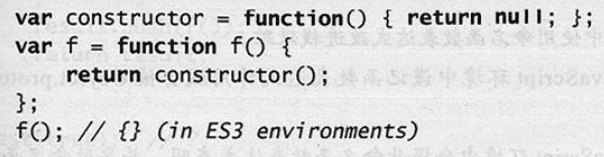 var constructor = function() { return null; };
var f = function f() {
    return constructor();
};
f(); // {} (in ES3 environments)